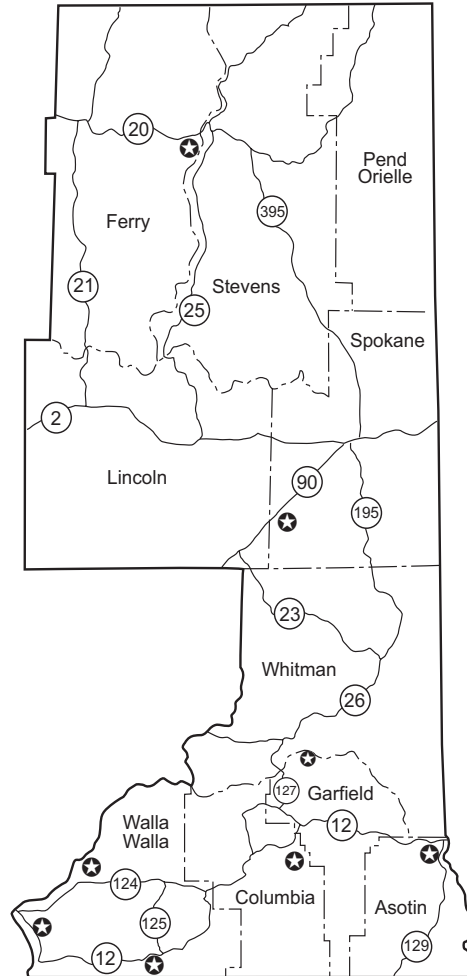 20
Pend
Orielle
Ferry
395
21
Stevens
25
Spokane
2
Lincoln
90
195
23
Whitman
26
127
Garfield
Walla
Walla
12
124
Columbia
Asotin
125
12
129